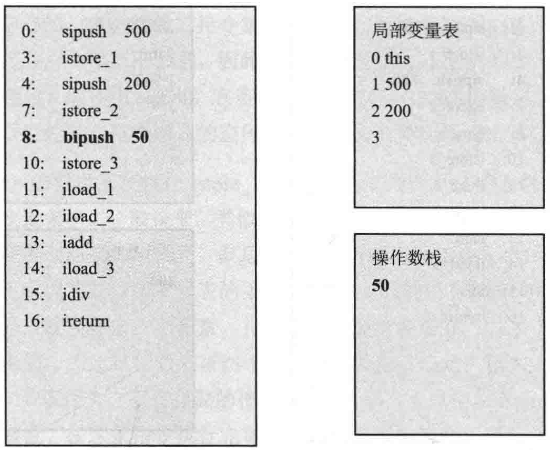 0: sipush 500
3: istore_1
4: sipush 200
7: istore_2
8: bipush 50
10: istore_3
11: iload_1
12: iload_2
13: iadd
14: iload_3
15: idiv
16: ireturn
局部变量表
0 this
1 500
2 200
3
操作数栈
50